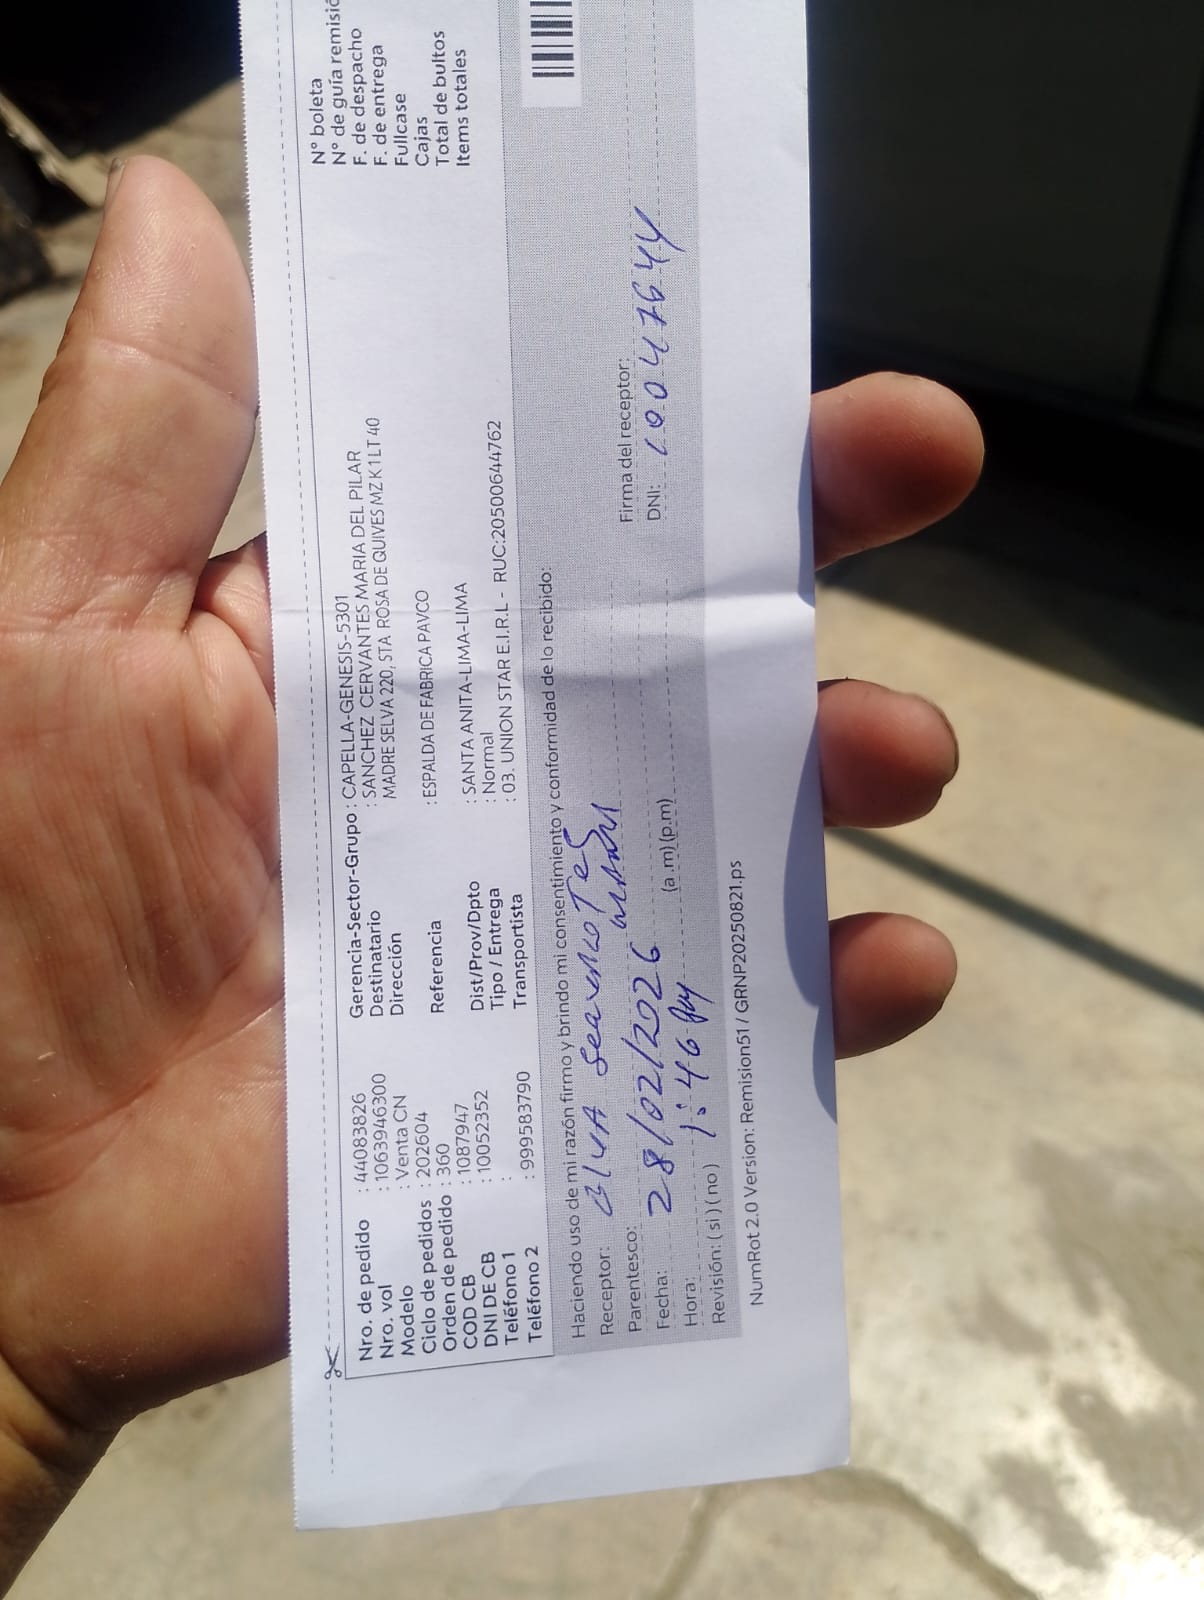 Nro. de pedido : 44083826
Nro. vol : 1063946300
Modelo : Venta CN
Ciclo de pedidos : 202604
Orden de pedido : 360
COD CB : 1087947
DNI DE CB : 10052352
Teléfono 1 :
Teléfono 2 : 999583790
Gerencia-Sector-Grupo : CAPELLA-GENESIS-5301
Destinatario : SANCHEZ CERVANTES MARIA DEL PILAR
Dirección MADRE SELVA 220, STA ROSA DE QUIVES MZ K1 LT 40
Referencia : ESPALDA DE FABRICA PAVCO
Dist/Prov/Dpto : SANTA ANITA-LIMA-LIMA
Tipo / Entrega : Normal
Transportista : 03. UNION STAR E.I.R.L - RUC:20500644762
N° boleta
N° de guía remisió
F. de despacho
F. de entrega
Fullcase
Cajas
Total de bultos
Items totales
Haciendo uso de mi razón firmo y brindo mi consentimiento y conformidad de lo recibido:
Receptor:
Parentesco:
Fecha: 28/02/2026
Hora: 1:46 (a.m) (p.m)
Revisión: ( si ) ( no )
Firma del receptor:
DNI: 10047644
NumRot 2.0 Version: Remision51 / GRNP20250821.ps